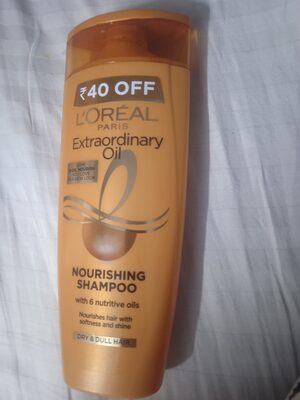 ₹40 OFF
L'ORÉAL
PARIS
Extraordinary
Oil
NOURISHING
SHAMPOO
with 6 nutritive oils
Nourishes hair with
softness and shine
DRY & DULL HAIR